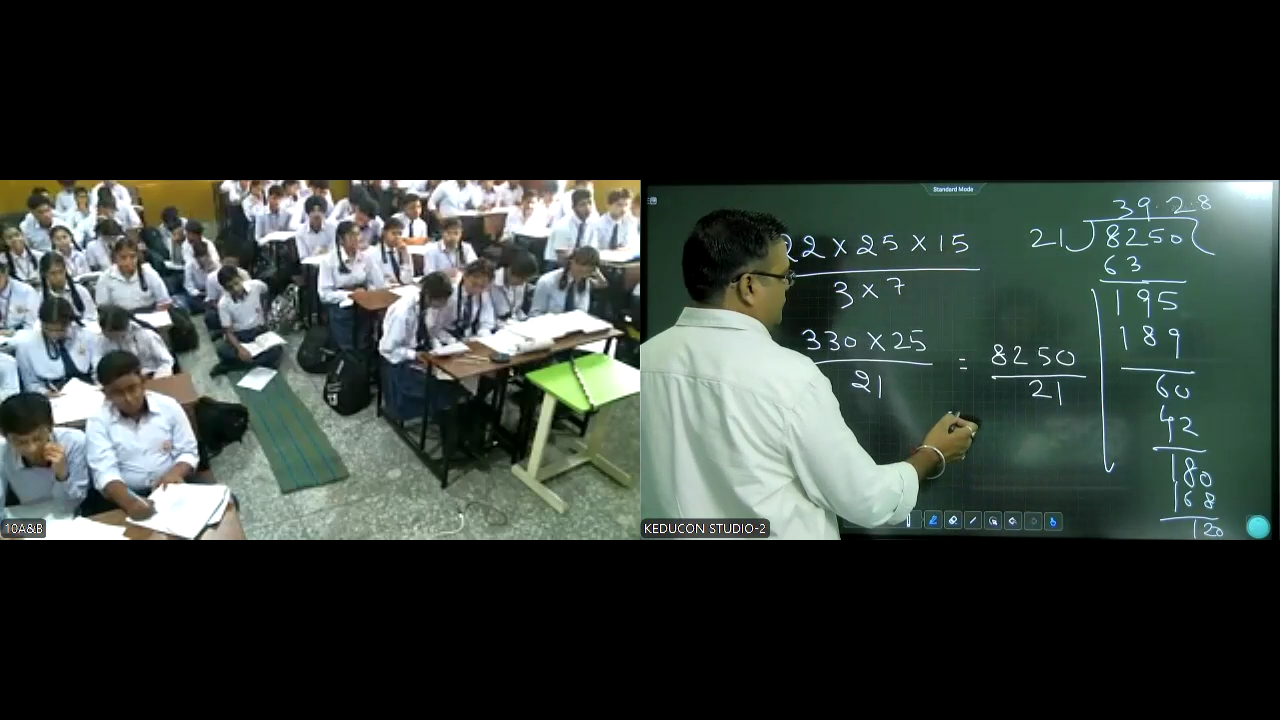 Standard Mode
22 × 25 × 15
3 × 7
330 × 25
21
=
8250
21
39.28
21)8250(
63
195
189
60
42
180
168
120
10A&B
KEDUCON STUDIO-2